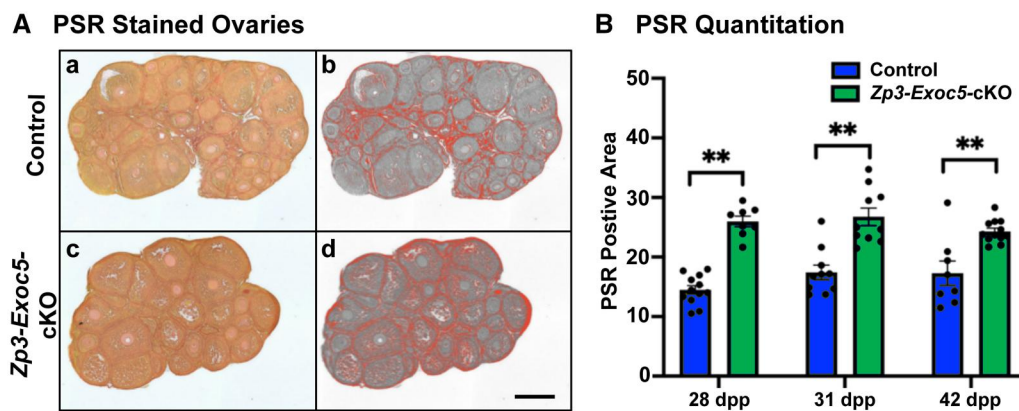 A PSR Stained Ovaries
a
b
Control
c
d
Zp3-Exoc5-
cKO
B PSR Quantitation
Control
Zp3-Exoc5-cKO
PSR Postive Area
50
40
30
20
10
0
**
**
**
28 dpp
31 dpp
42 dpp